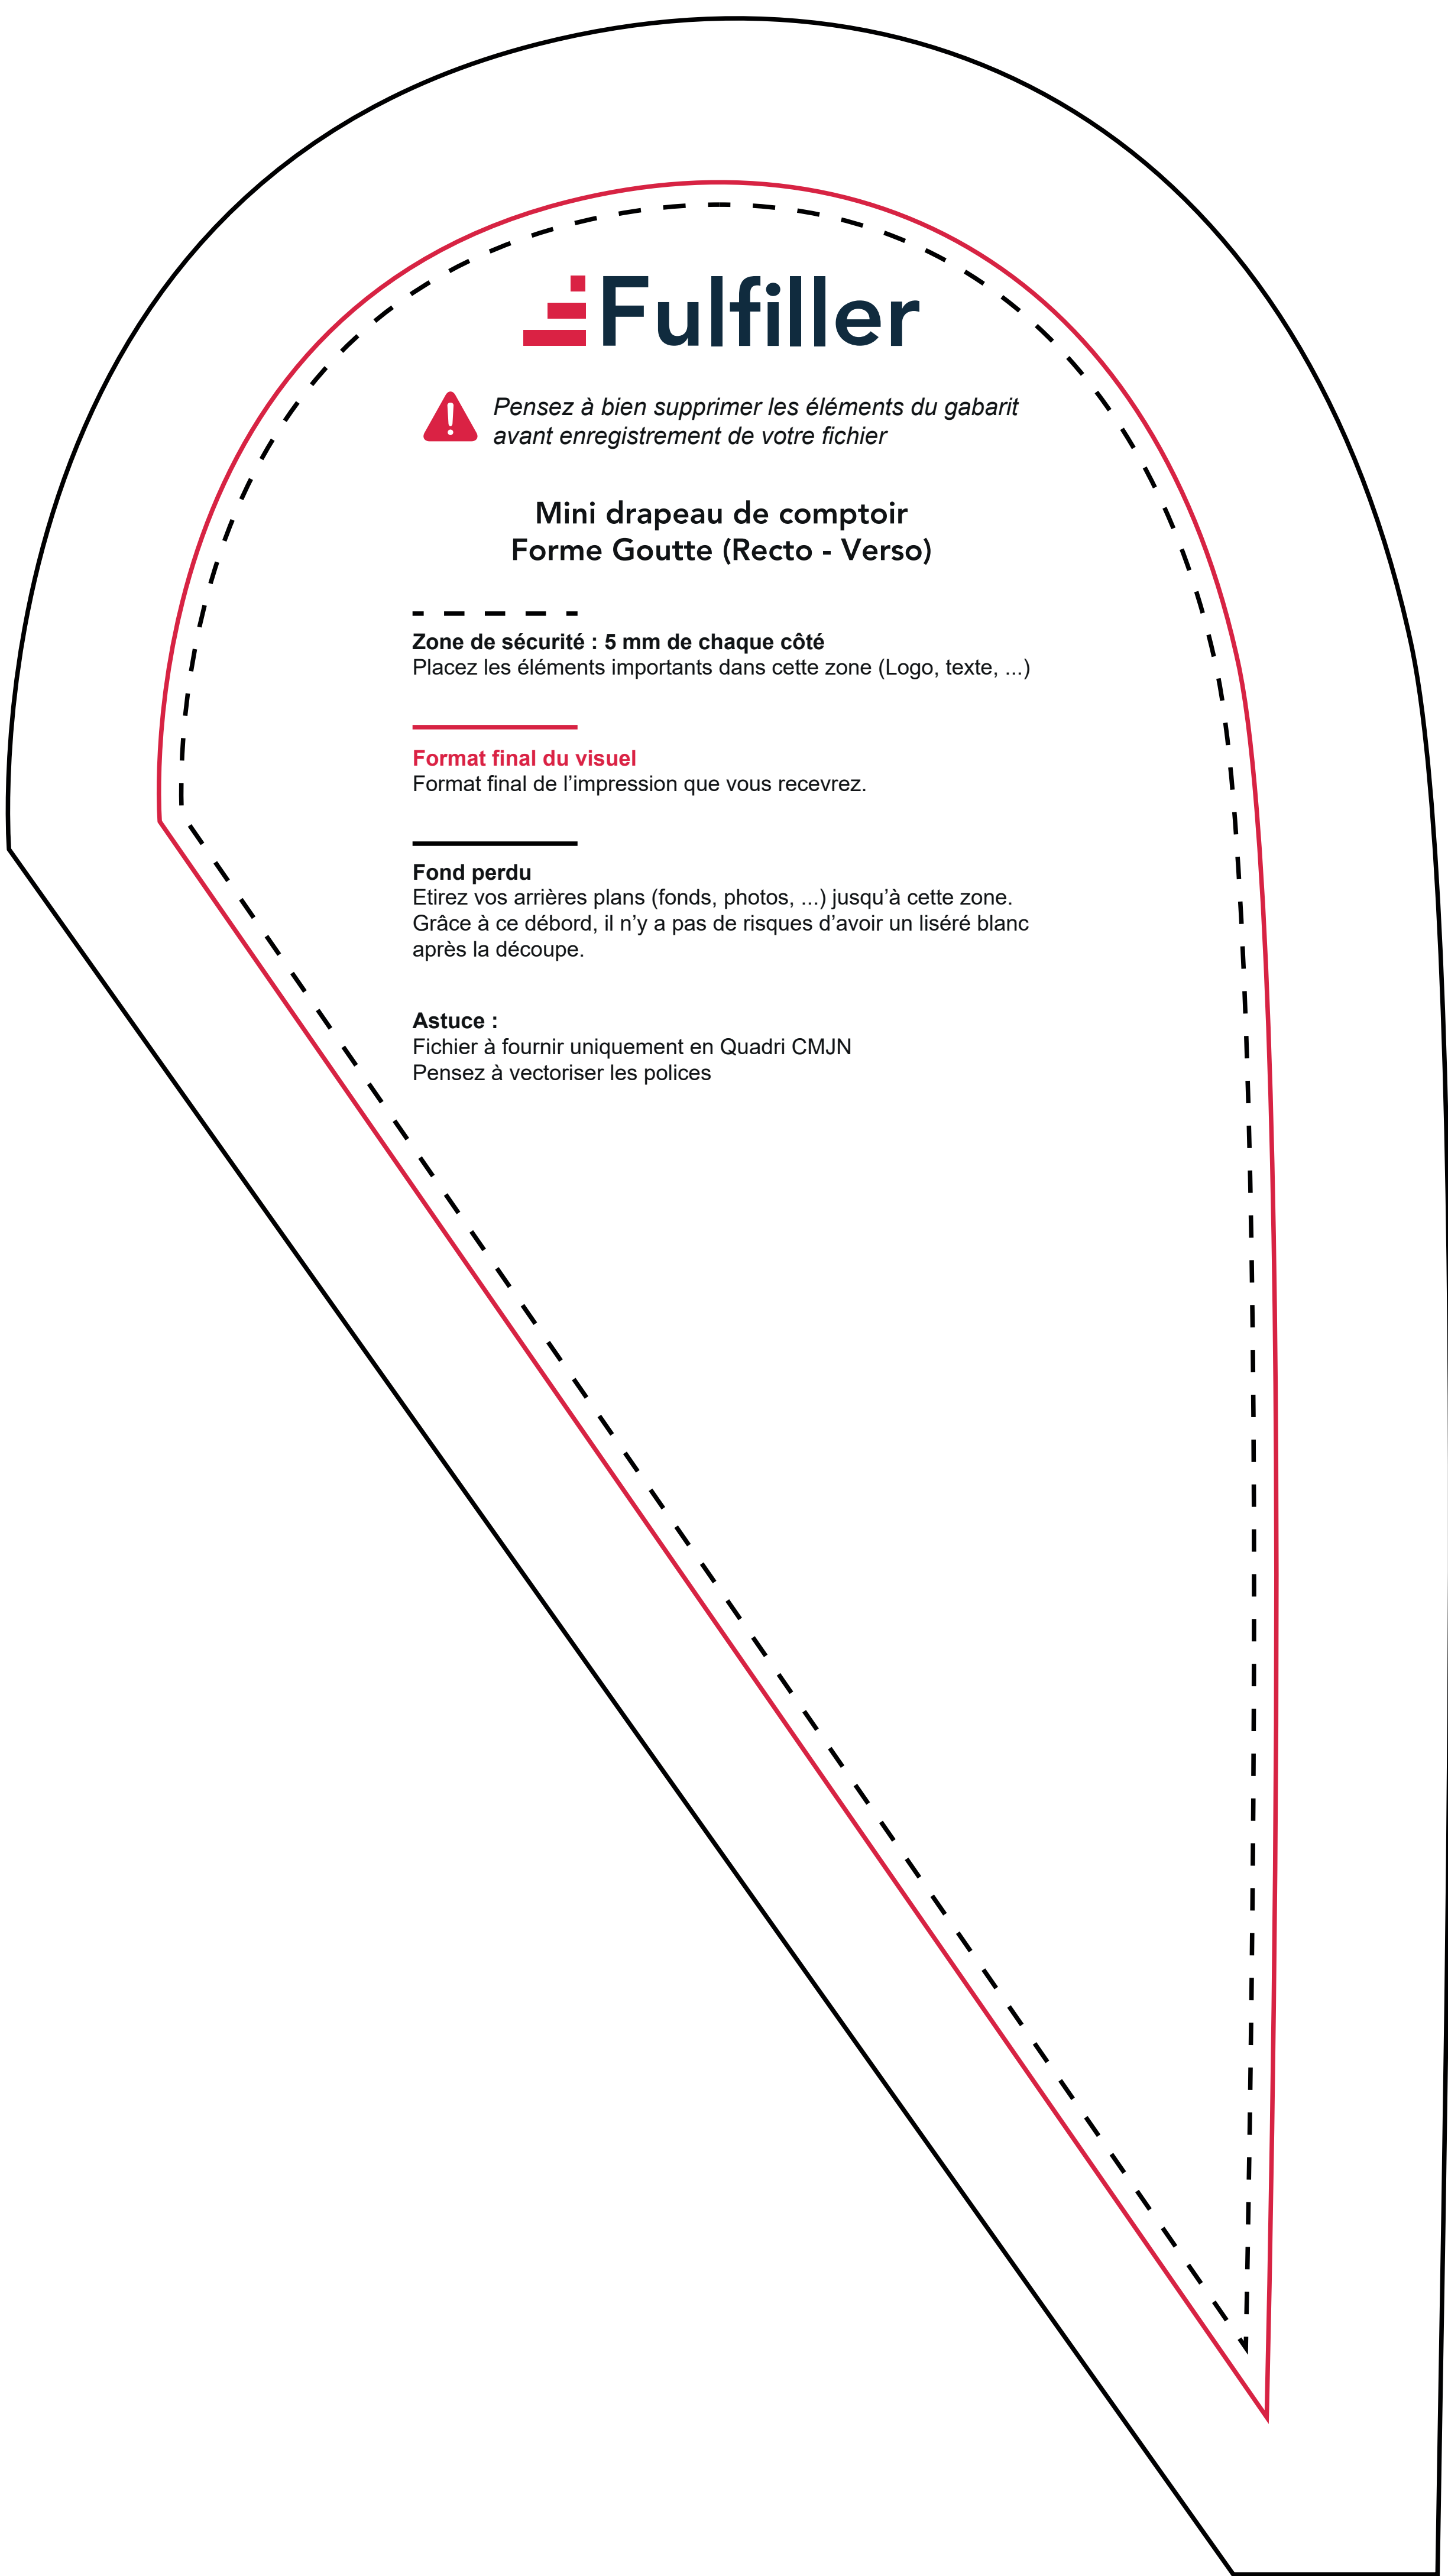 Fulfiller
Pensez à bien supprimer les éléments du gabarit
avant enregistrement de votre fichier
Mini drapeau de comptoir
Forme Goutte (Recto - Verso)
Zone de sécurité : 5 mm de chaque côté
Placez les éléments importants dans cette zone (Logo, texte, ...)
Format final du visuel
Format final de l’impression que vous recevrez.
Fond perdu
Etirez vos arrières plans (fonds, photos, ...) jusqu’à cette zone.
Grâce à ce débord, il n’y a pas de risques d’avoir un liséré blanc
après la découpe.
Astuce :
Fichier à fournir uniquement en Quadri CMJN
Pensez à vectoriser les polices